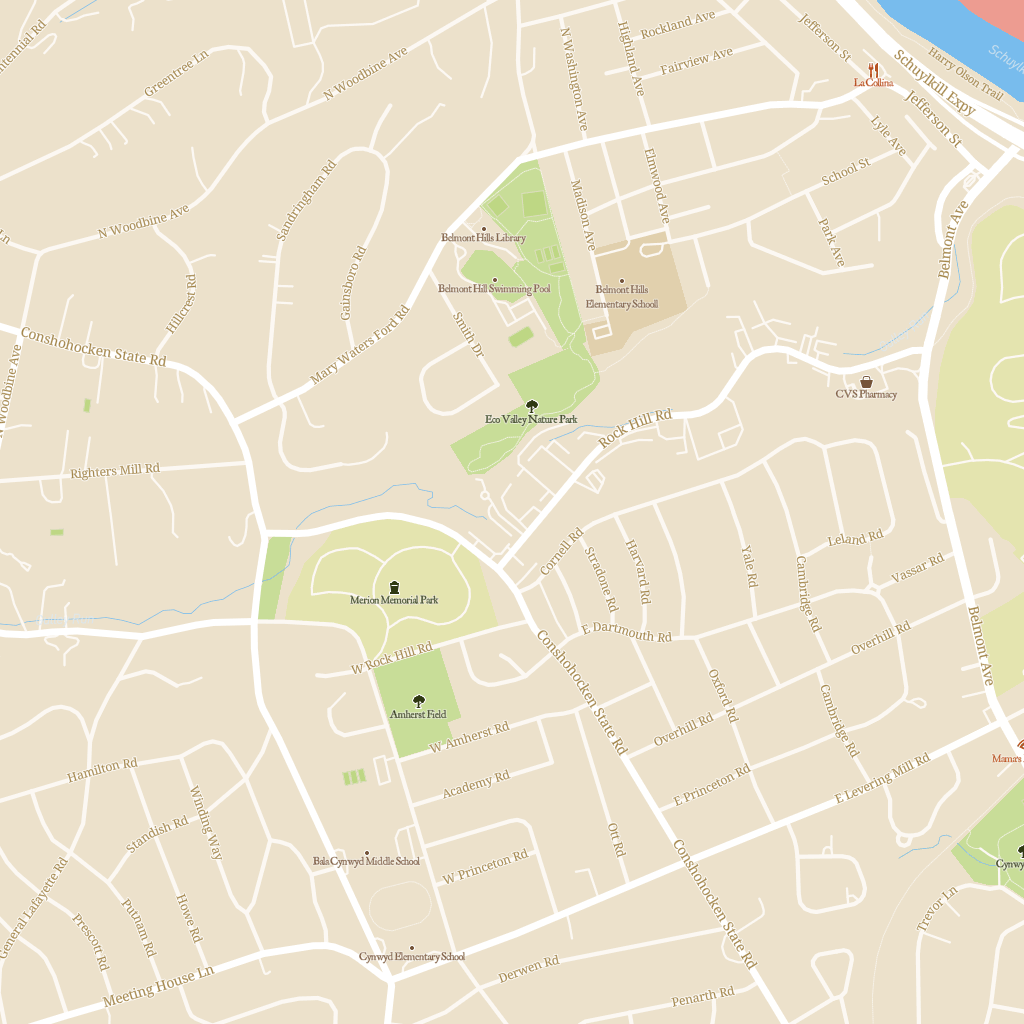 Rockland Ave
Jefferson St
Harry Olson Trail
Schuylkill Expy
Greentree Ln
N Woodbine Ave
N Washington Ave
Highland Ave
Fairview Ave
La Collina
Jefferson St
Lyle Ave
School St
Elmwood Ave
Madison Ave
Sandringham Rd
N Woodbine Ave
Park Ave
Belmont Ave
Belmont Hills Library
Gainsboro Rd
Hillcrest Rd
Belmont Hill Swimming Pool
Belmont Hills
Elementary Schooll
Mary Waters Ford Rd
Smith Dr
Conshohocken State Rd
N Woodbine Ave
CVS Pharmacy
Eco Valley Nature Park
Rock Hill Rd
Righters Mill Rd
Cornell Rd
Stradone Rd
Harvard Rd
Yale Rd
Cambridge Rd
Leland Rd
Vassar Rd
Merion Memorial Park
E Dartmouth Rd
Overhill Rd
Belmont Ave
W Rock Hill Rd
Conshohocken State Rd
Oxford Rd
Cambridge Rd
Amherst Field
Overhill Rd
W Amherst Rd
Mama's
Hamilton Rd
Academy Rd
E Princeton Rd
E Levering Mill Rd
Winding Way
Standish Rd
Ott Rd
Bala Cynwyd Middle School
W Princeton Rd
Conshohocken State Rd
General Lafayette Rd
Prescott Rd
Putnam Rd
Howe Rd
Trevor Ln
Cynwyd Elementary School
Derwen Rd
Meeting House Ln
Penarth Rd